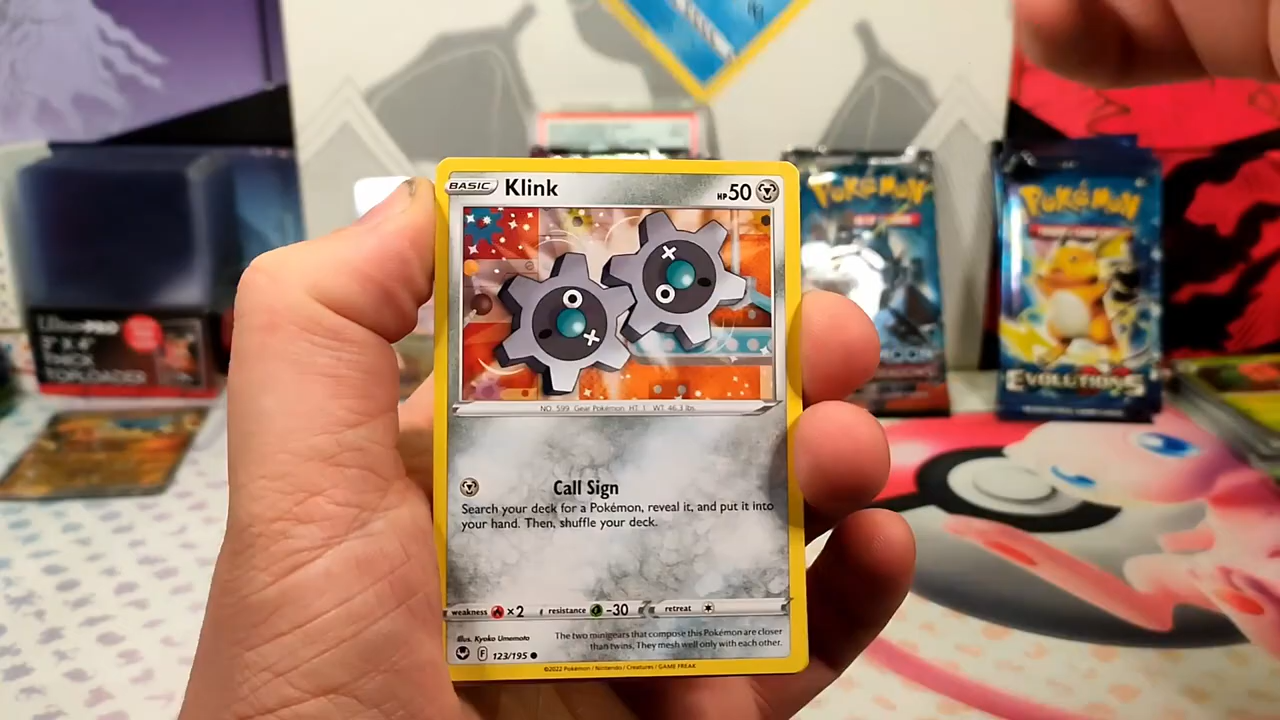 BASIC Klink HP 50
NO. 599 Gear Pokémon HT: 1' WT: 46.3 lbs.
Call Sign
Search your deck for a Pokémon, reveal it, and put it into
your hand. Then, shuffle your deck.
weakness ×2 resistance -30 retreat
Illus. Kyoko Umemoto
The two minigears that compose this Pokémon are closer
than twins. They mesh well only with each other.
F 123/195
©2022 Pokémon / Nintendo / Creatures / GAME FREAK
POKéMON
POKéMON
EVOLUTIONS
Ultra PRO
3" X 4"
THICK
TOPLOADER